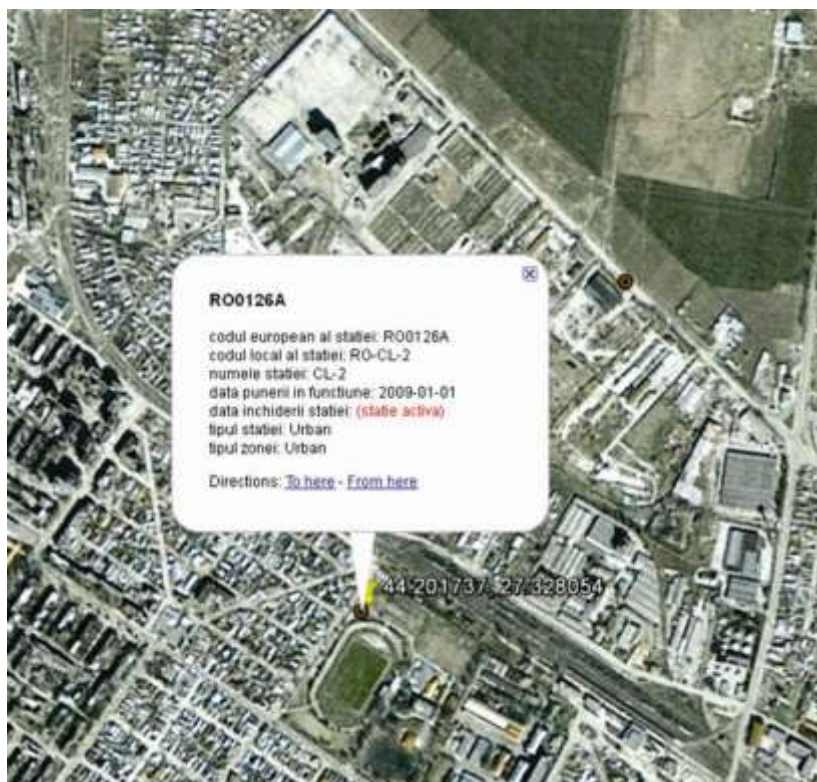 RO0126A
codul european al statiei: RO0126A
codul local al statiei: RO-CL-2
numele statiei: CL-2
data punerii in functiune: 2009-01-01
data inchiderii statiei: (statie activa)
tipul statiei: Urban
tipul zonei: Urban
Directions: To here - From here
44.201737, 27.328054